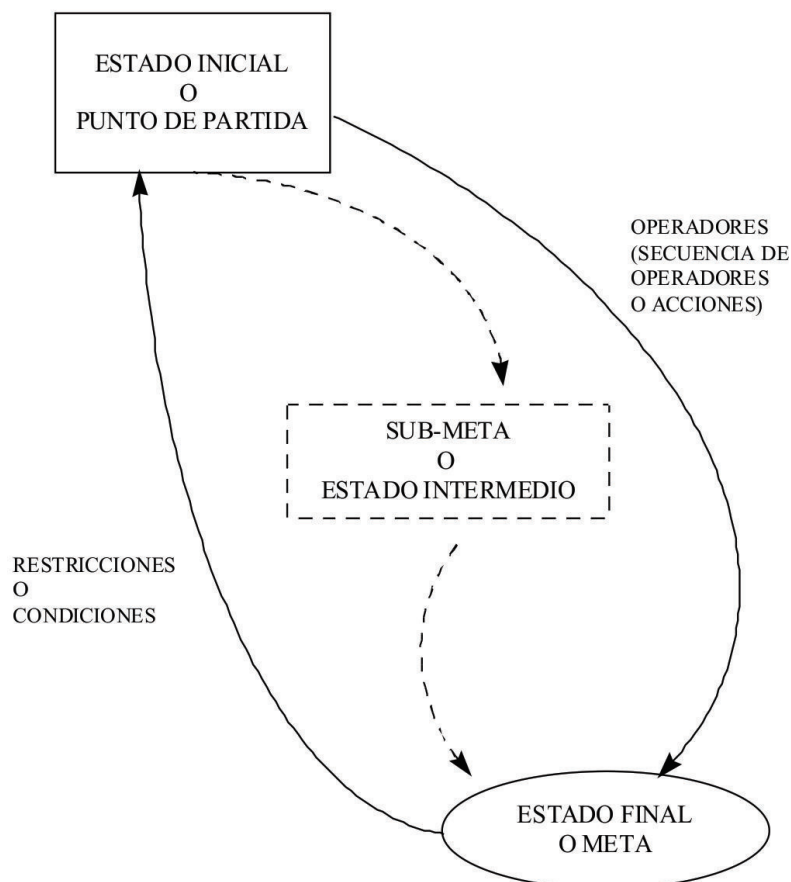 ESTADO INICIAL
O
PUNTO DE PARTIDA
OPERADORES
(SECUENCIA DE
OPERADORES
O ACCIONES)
SUB-META
O
ESTADO INTERMEDIO
RESTRICCIONES
O
CONDICIONES
ESTADO FINAL
O META